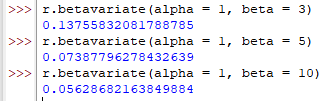 >>> r.betavariate(alpha = 1, beta = 3)
0.13755832081788785
>>> r.betavariate(alpha = 1, beta = 5)
0.07387796278432639
>>> r.betavariate(alpha = 1, beta = 10)
0.05628682163849884